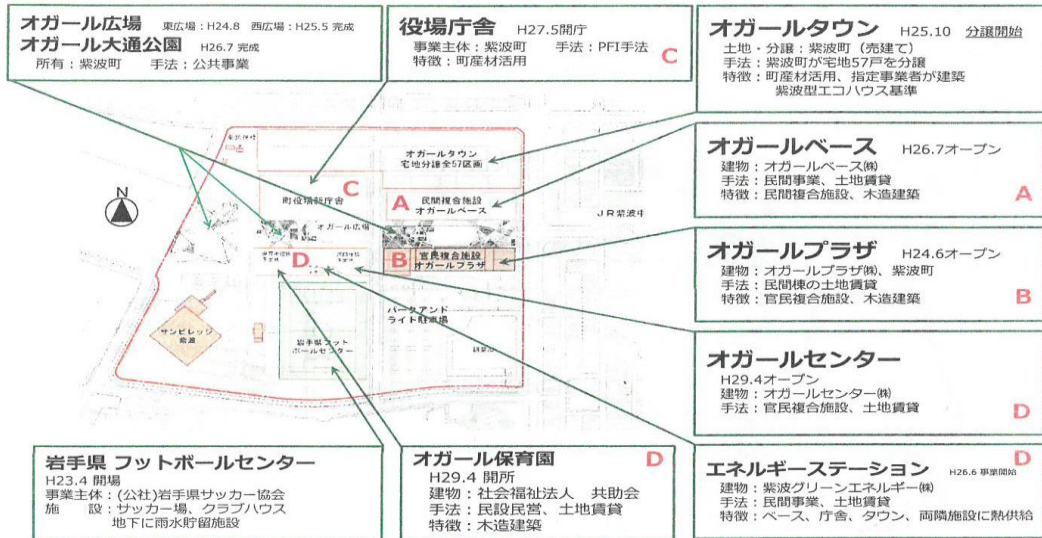 オガール広場 東広場：H24.8 西広場：H25.5 完成
オガール大通公園 H26.7 完成
所有：紫波町 手法：公共事業
役場庁舎 H27.5開庁
事業主体：紫波町 手法：PFI手法
特徴：町産材活用
C
オガールタウン H25.10 分譲開始
土地・分譲：紫波町（売建て）
手法：紫波町が宅地57戸を分譲
特徴：町産材活用、指定事業者が建築
紫波型エコハウス基準
オガールベース H26.7オープン
建物：オガールベース㈱
手法：民間事業、土地賃貸
特徴：民間複合施設、木造建築
A
オガールプラザ H24.6オープン
建物：オガールプラザ㈱、紫波町
手法：民間棟の土地賃貸
特徴：官民複合施設、木造建築
B
オガールセンター
H29.4オープン
建物：オガールセンター㈱
手法：官民複合施設、土地賃貸
D
エネルギーステーション H26.6 事業開始
D
建物：紫波グリーンエネルギー㈱
手法：民間事業、土地賃貸
特徴：ベース、庁舎、タウン、両隣施設に熱供給
オガール保育園
D
H29.4 開所
建物：社会福祉法人 共助会
手法：民設民営、土地賃貸
特徴：木造建築
岩手県 フットボールセンター
H23.4 開場
事業主体：(公社)岩手県サッカー協会
施 設：サッカー場、クラブハウス
地下に雨水貯留施設
N
オガールタウン
宅地分譲全57区画
C
町役場新庁舎
A
民間複合施設
オガールベース
オガール広場
D
B
官民複合施設
オガールプラザ
パークアンド
ライド駐車場
サンビレッジ
紫波
岩手県フット
ボールセンター